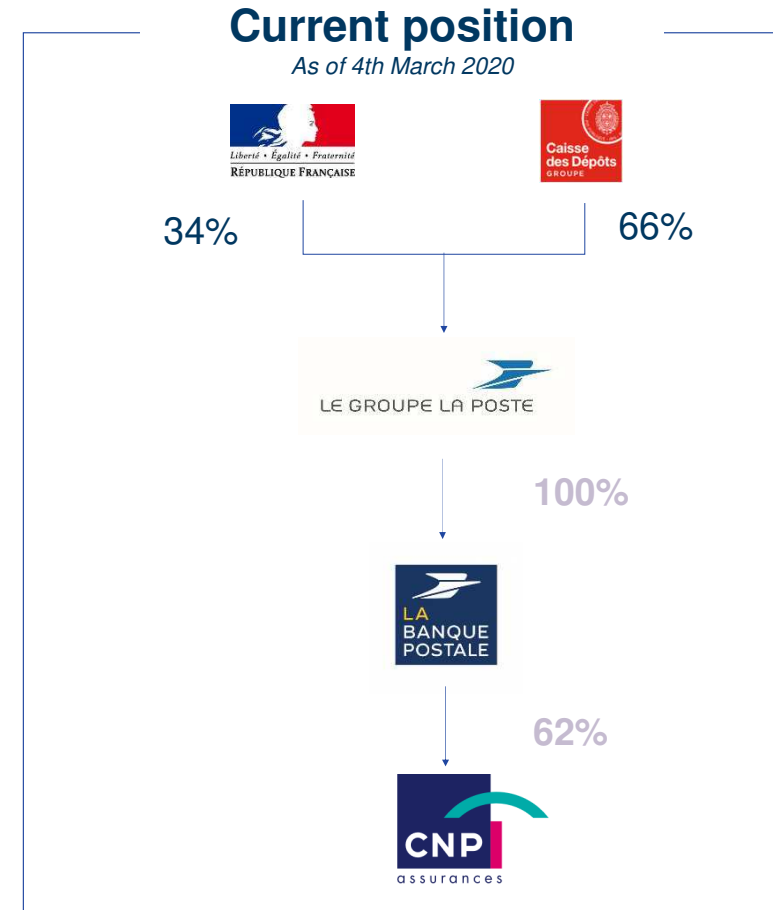 Current position
As of 4th March 2020
Liberté • Égalité • Fraternité
RÉPUBLIQUE FRANÇAISE
Caisse
des Dépôts
GROUPE
34%
66%
LE GROUPE LA POSTE
100%
LA
BANQUE
POSTALE
62%
CNP
assurances